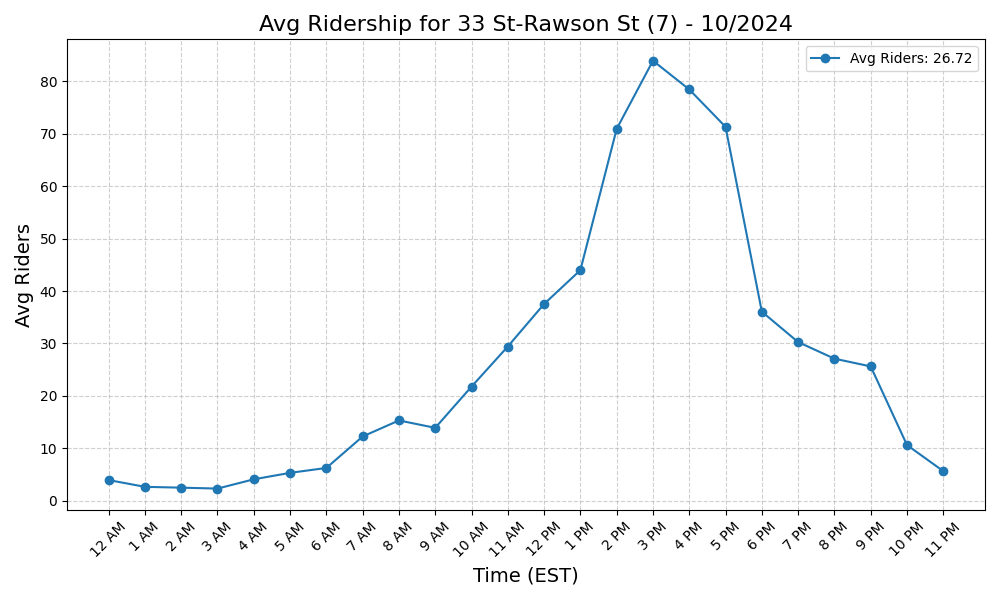 Avg Ridership for 33 St-Rawson St (7) - 10/2024
Avg Riders: 26.72
Avg Riders
80
70
60
50
40
30
20
10
0
12 AM
1 AM
2 AM
3 AM
4 AM
5 AM
6 AM
7 AM
8 AM
9 AM
10 AM
11 AM
12 PM
1 PM
2 PM
3 PM
4 PM
5 PM
6 PM
7 PM
8 PM
9 PM
10 PM
11 PM
Time (EST)